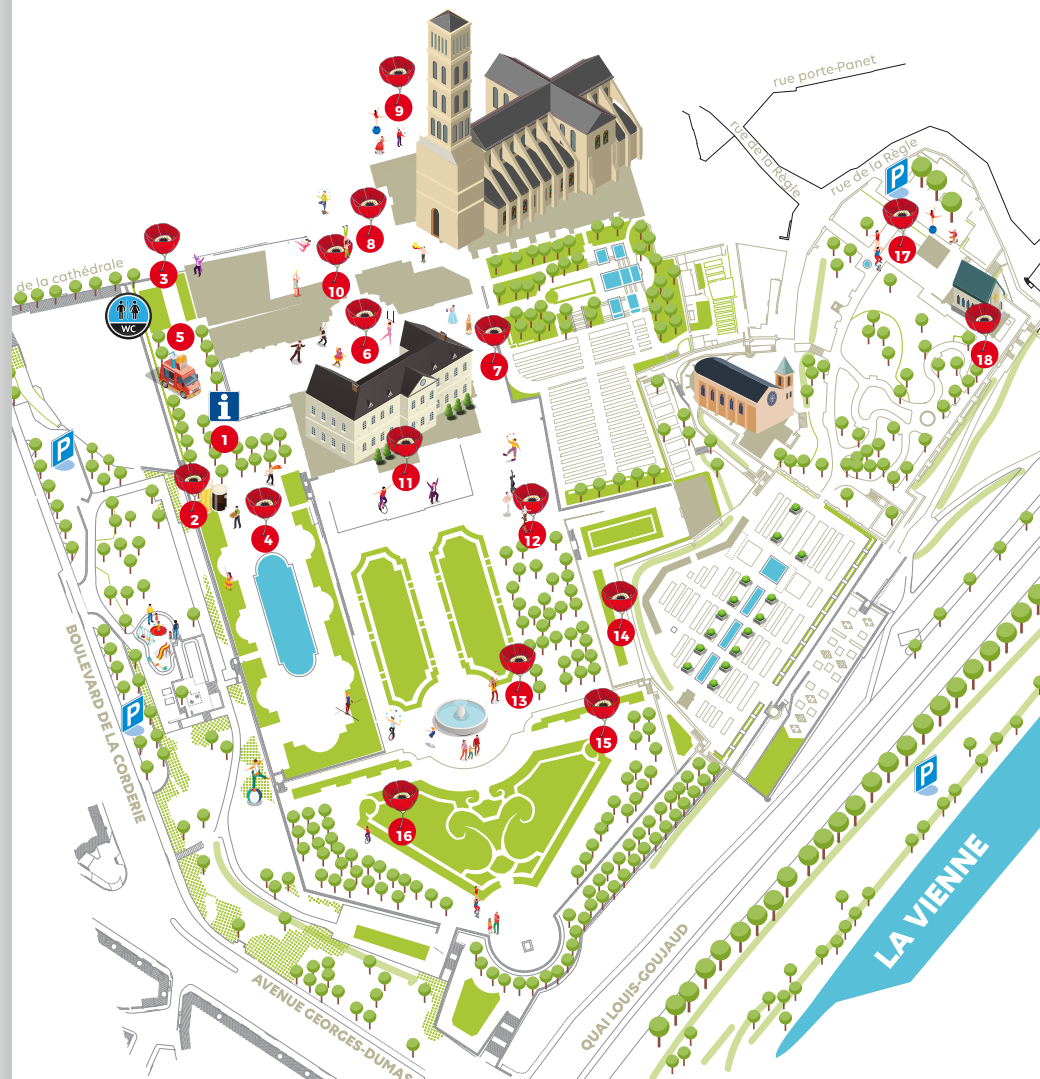 rue porte-Panet
9
rue de la Règle
rue de la Règle
P
8
17
3
10
de la cathédrale
WC
5
6
7
18
i
1
P
11
2
4
12
14
BOULEVARD DE LA CORDERIE
13
P
15
P
16
LA VIENNE
QUAI LOUIS-GOUJAUD
AVENUE GEORGES-DUMAS